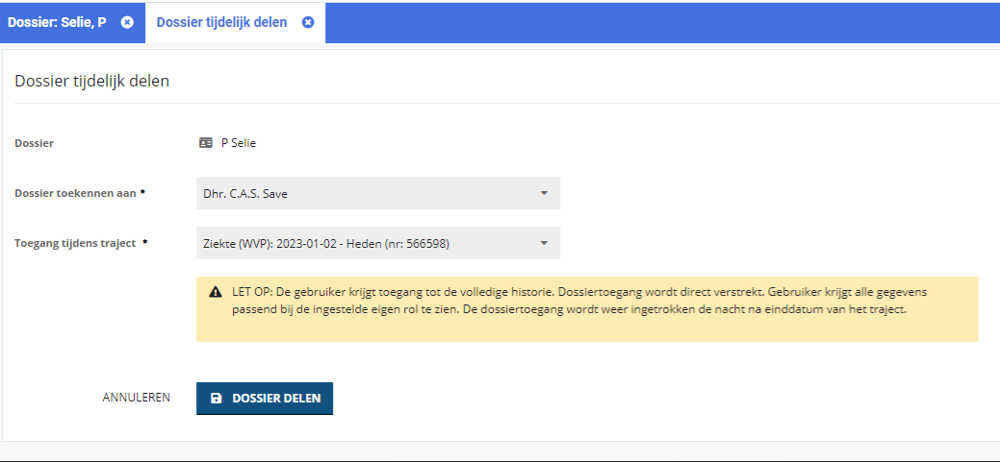 Dossier: Selie, P
Dossier tijdelijk delen
Dossier tijdelijk delen
Dossier
P Selie
Dossier toekennen aan *
Dhr. C.A.S. Save
Toegang tijdens traject *
Ziekte (WVP): 2023-01-02 - Heden (nr: 566598)
LET OP: De gebruiker krijgt toegang tot de volledige historie. Dossiertoegang wordt direct verstrekt. Gebruiker krijgt alle gegevens
passend bij de ingestelde eigen rol te zien. De dossiertoegang wordt weer ingetrokken de nacht na einddatum van het traject.
ANNULEREN
DOSSIER DELEN